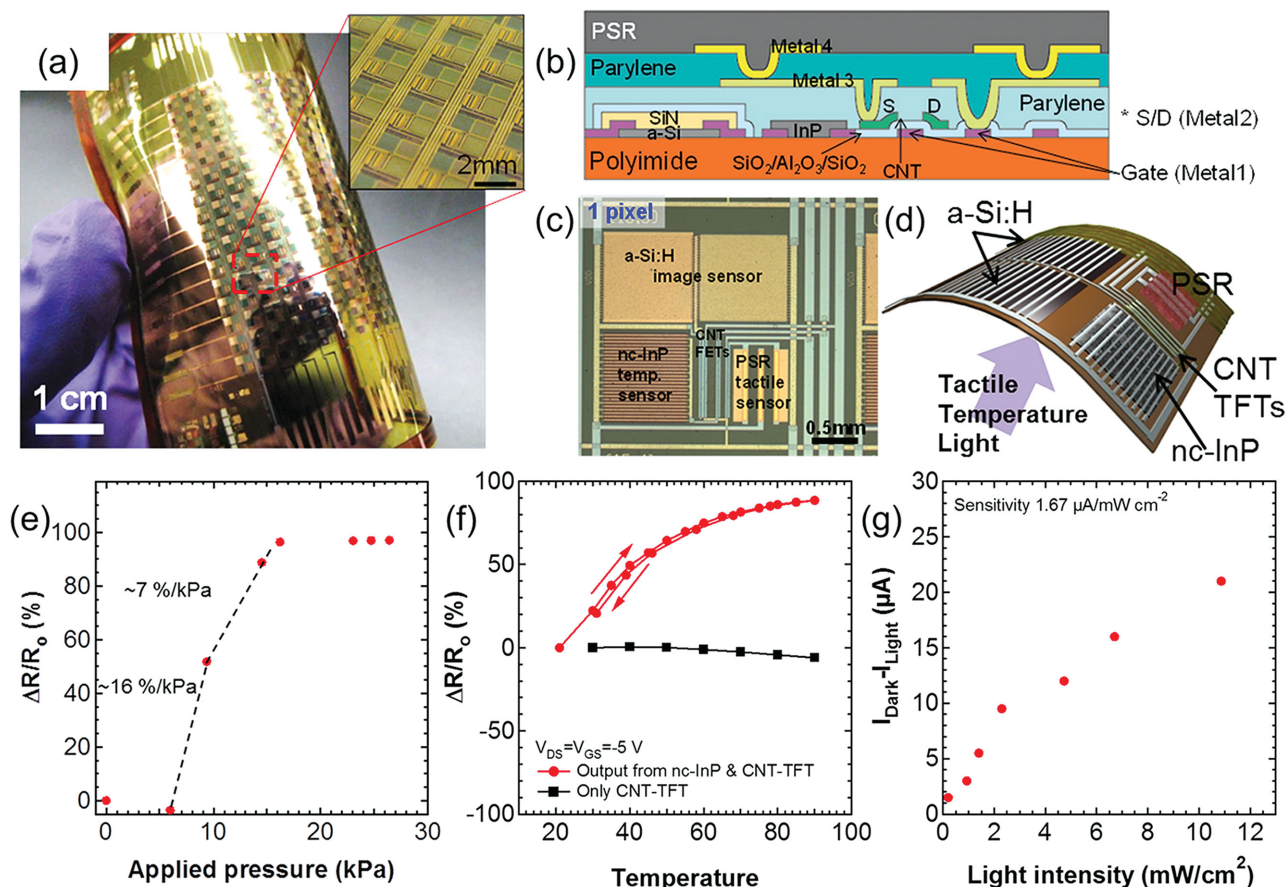 (a)
2mm
1 cm
(b)
PSR
Metal 4
Parylene
Metal 3
S
D
Parylene
SiN
a-Si
InP
* S/D (Metal2)
Polyimide
SiO₂/Al₂O₃/SiO₂
CNT
Gate (Metal1)
(c)
1 pixel
a-Si:H
image sensor
nc-InP
temp.
sensor
CNT
FETs
PSR
tactile
sensor
0.5mm
(d)
a-Si:H
PSR
CNT
TFTs
nc-InP
Tactile
Temperature
Light
(e)
100
80
60
40
20
0
0
10
20
30
~7 %/kPa
~16 %/kPa
ΔR/Rₒ (%)
Applied pressure (kPa)
(f)
100
50
0
-50
-100
20
40
60
80
100
V_DS=V_GS=-5 V
Output from nc-InP & CNT-TFT
Only CNT-TFT
ΔR/Rₒ (%)
Temperature
(g)
Sensitivity 1.67 µA/mW cm⁻²
30
25
20
15
10
5
0
0
2
4
6
8
10
12
I_Dark-I_Light (µA)
Light intensity (mW/cm²)